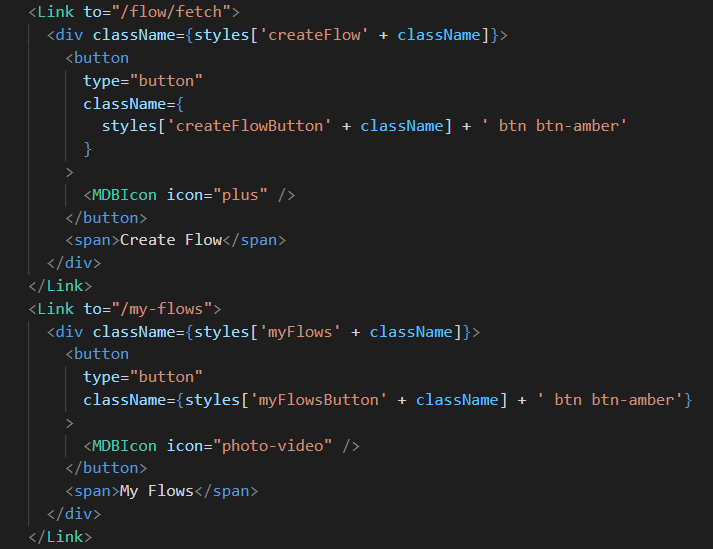 <Link to="/flow/fetch">
<div className={styles['createFlow' + className]}>
<button
type="button"
className={
styles['createFlowButton' + className] + ' btn btn-amber'
}
>
<MDBIcon icon="plus" />
</button>
<span>Create Flow</span>
</div>
</Link>
<Link to="/my-flows">
<div className={styles['myFlows' + className]}>
<button
type="button"
className={styles['myFlowsButton' + className] + ' btn btn-amber'}
>
<MDBIcon icon="photo-video" />
</button>
<span>My Flows</span>
</div>
</Link>